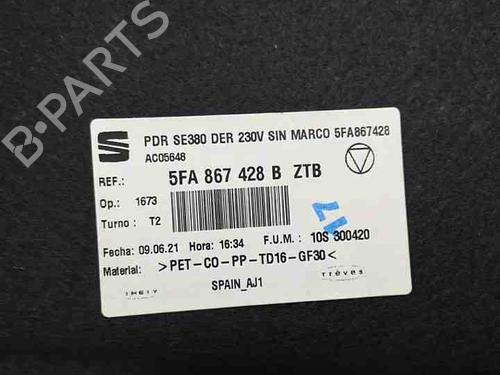 PDR SE380 DER 230V SIN MARCO 5FA867428
AC05648
REF.: 5FA 867 428 B ZTB
Op.: 1673
Turno : T2
17
Fecha: 09.06.21 Hora: 16:34 F.U.M.: 10S 300420
Material: >PET-CO-PP-TD16-GF30<
SPAIN_AJ1
Trèves
B-PARTS